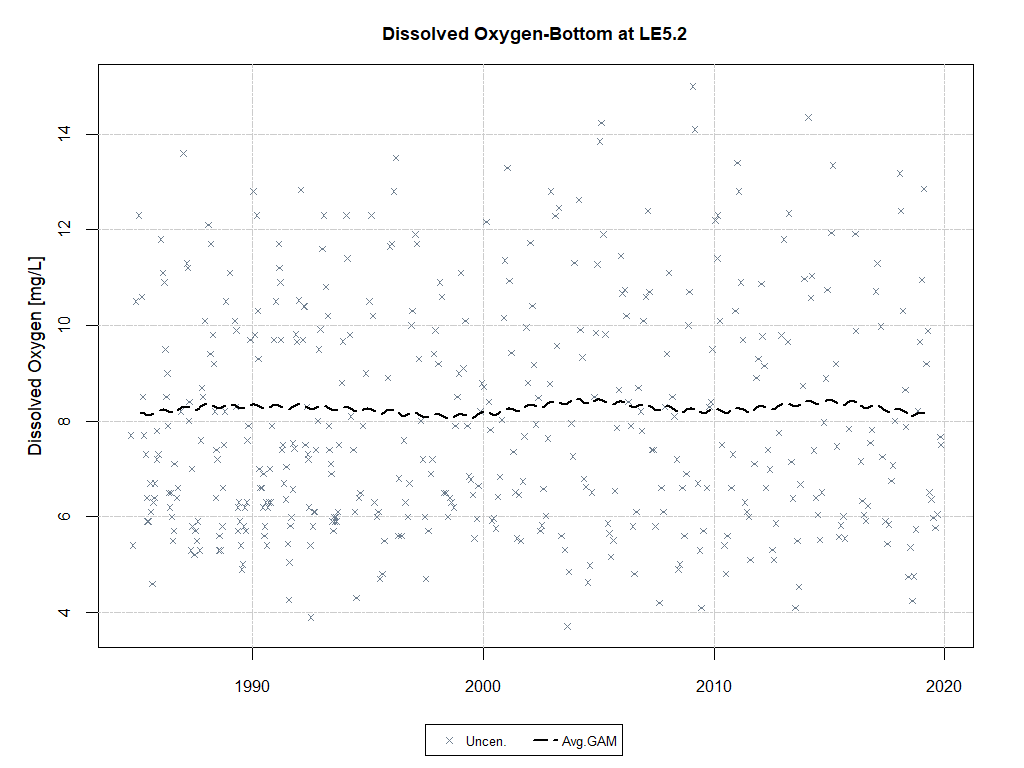 Dissolved Oxygen-Bottom at LE5.2
Dissolved Oxygen [mg/L]
14
12
10
8
6
4
1990 2000 2010 2020
Uncen. Avg.GAM